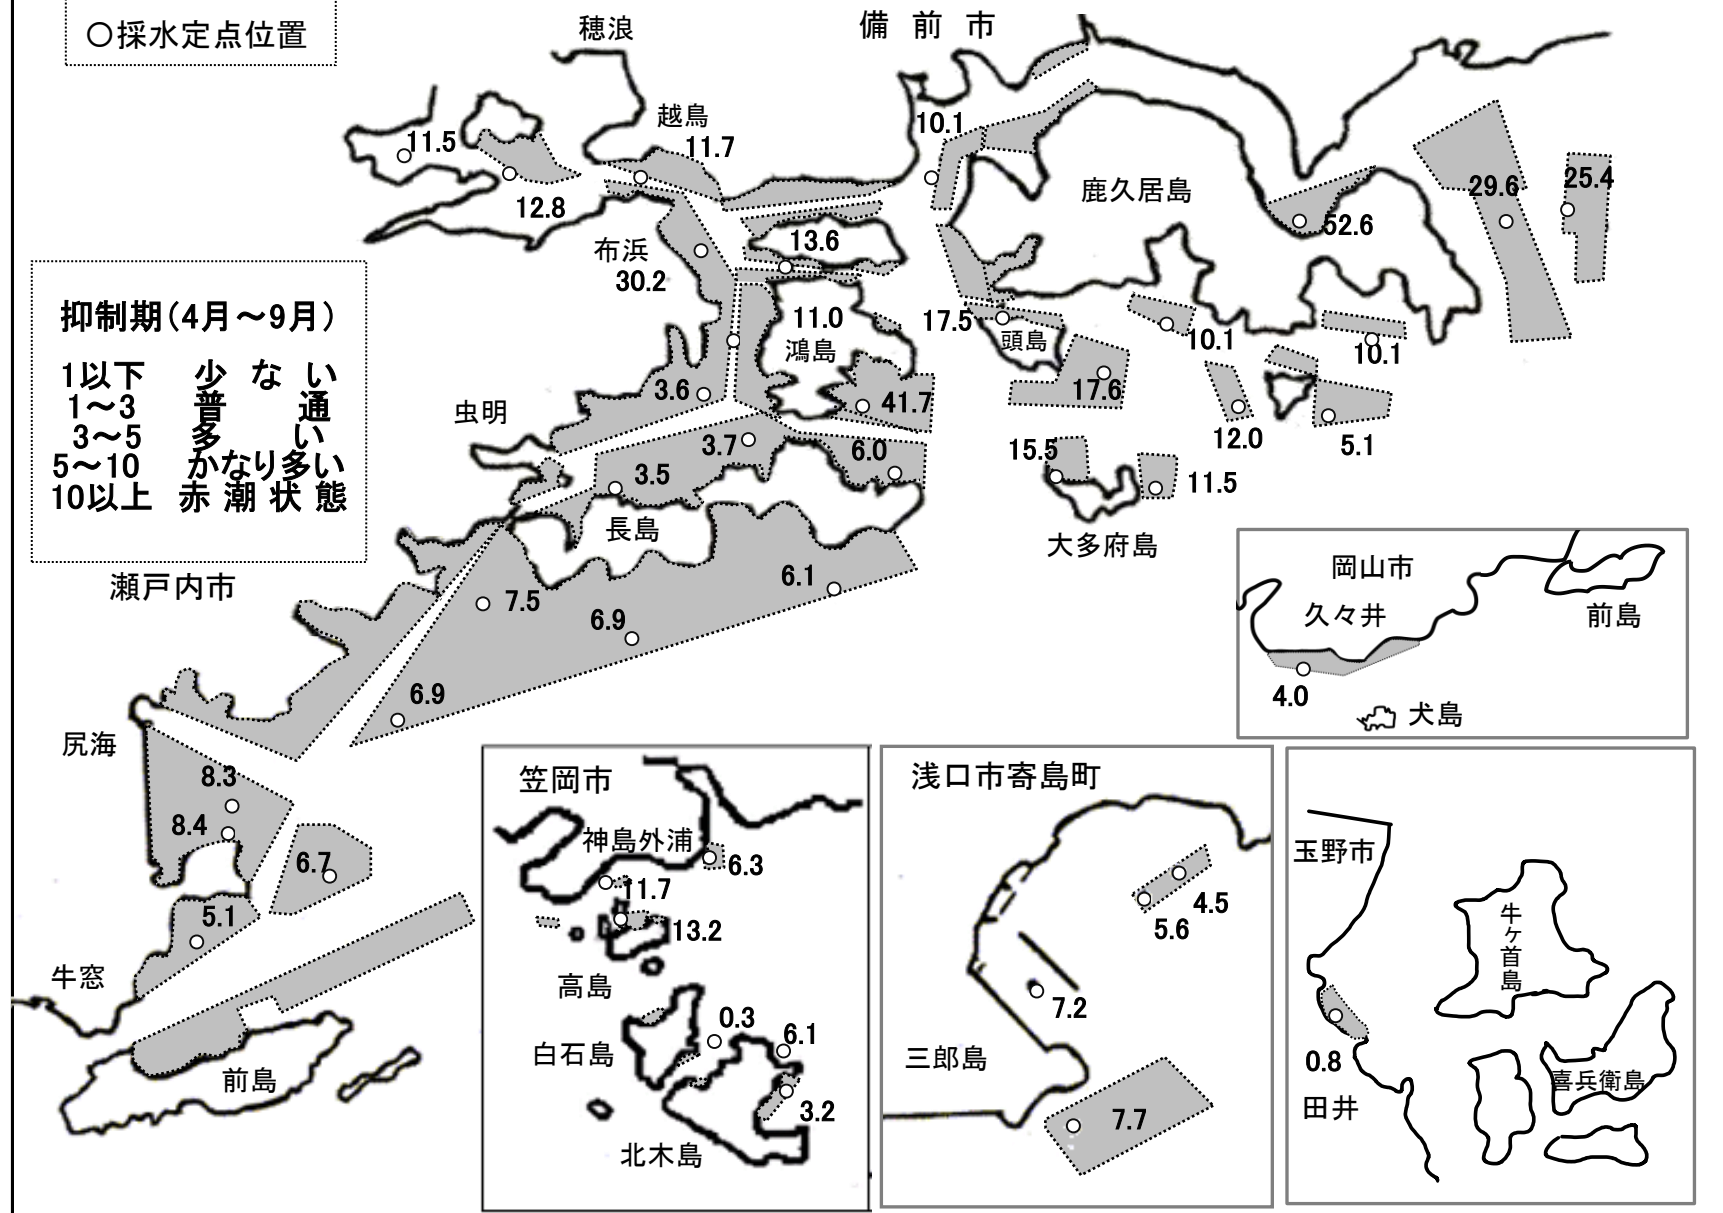 ○採水定点位置
穂浪
備前市
越鳥
11.5
11.7
10.1
12.8
鹿久居島
29.6
25.4
52.6
布浜
30.2
13.6
抑制期(4月～9月)
1以下 少ない
1～3 普通
3～5 多い
5～10 かなり多い
10以上 赤潮状態
11.0
鴻島
17.5
頭島
10.1
10.1
3.6
41.7
17.6
虫明
12.0
5.1
3.7
6.0
15.5
3.5
11.5
長島
大多府島
瀬戸内市
7.5
6.1
6.9
6.9
岡山市
久々井
前島
4.0
犬島
尻海
8.3
8.4
6.7
5.1
牛窓
前島
笠岡市
神島外浦
6.3
11.7
13.2
高島
0.3
6.1
白石島
3.2
北木島
浅口市寄島町
4.5
5.6
7.2
三郎島
7.7
玉野市
牛ヶ首島
0.8
喜兵衛島
田井